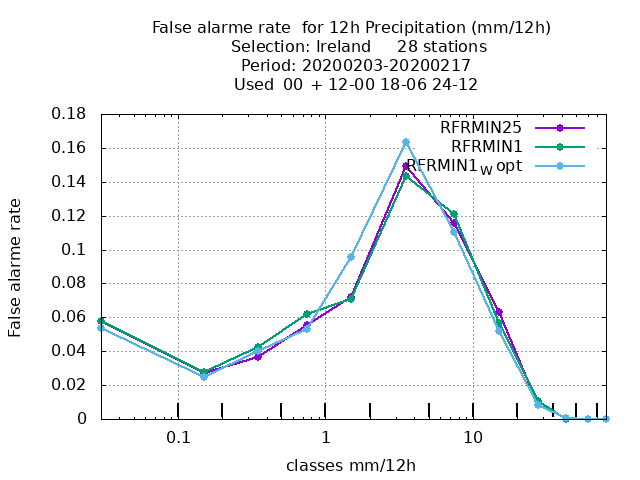 False alarme rate  for 12h Precipitation (mm/12h)
Selection: Ireland     28 stations
Period: 20200203-20200217
Used  00  + 12-00 18-06 24-12
RFRMIN25
RFRMIN1
RFRMIN1_W opt
0.18
0.16
0.14
0.12
0.1
0.08
0.06
0.04
0.02
0
False alarme rate
0.1 1 10
classes mm/12h